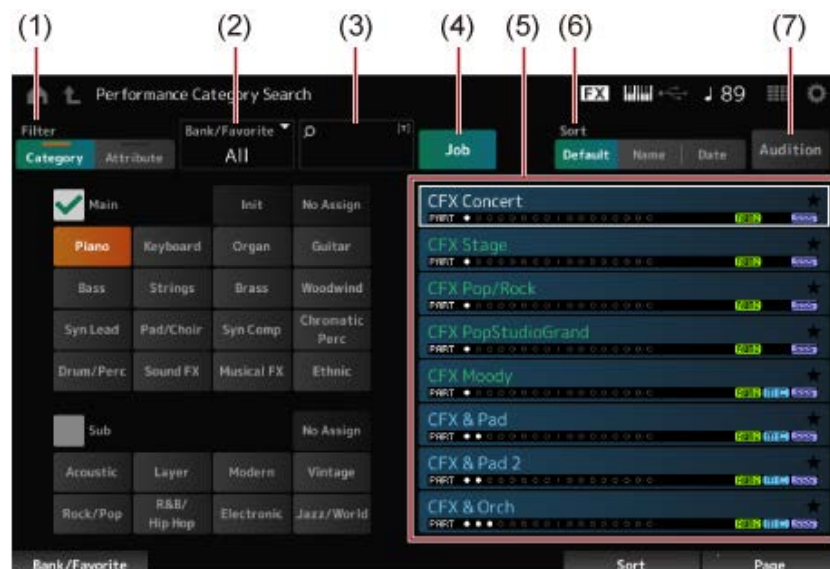 (1) (2) (3) (4) (5) (6) (7)
Performance Category Search
FX
♩ 89
Filter
Category Attribute
Bank/Favorite
All
[T]
Job
Sort
Default Name Date
Audition
Main Init No Assign
Piano Keyboard Organ Guitar
Bass Strings Brass Woodwind
Syn Lead Pad/Choir Syn Comp Chromatic
Perc
Drum/Perc Sound FX Musical FX Ethnic
Sub No Assign
Acoustic Layer Modern Vintage
Rock/Pop R&B/
Hip Hop Electronic Jazz/World
CFX Concert
PART
CFX Stage
PART
CFX Pop/Rock
PART
CFX PopStudioGrand
PART
CFX Moody
PART
CFX & Pad
PART
CFX & Pad 2
PART
CFX & Orch
PART
Bank/Favorite Sort Page